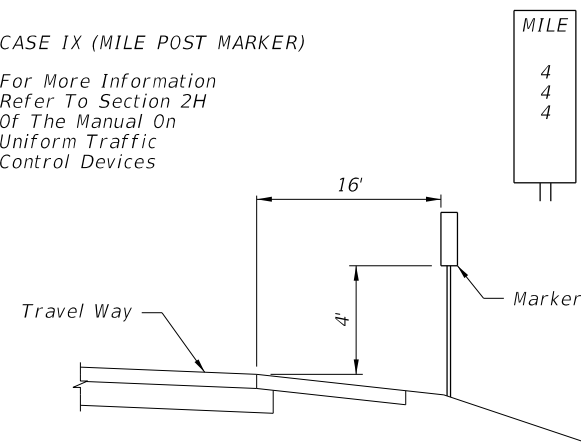 CASE IX (MILE POST MARKER)
For More Information
Refer To Section 2H
Of The Manual On
Uniform Traffic
Control Devices
MILE
4
4
4
16'
Travel Way
4'
Marker